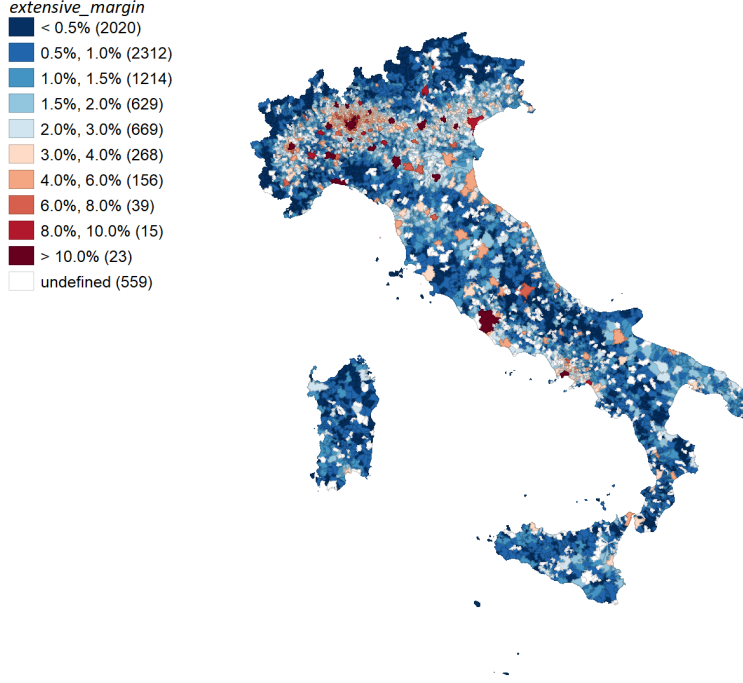 extensive_margin
< 0.5% (2020)
0.5%, 1.0% (2312)
1.0%, 1.5% (1214)
1.5%, 2.0% (629)
2.0%, 3.0% (669)
3.0%, 4.0% (268)
4.0%, 6.0% (156)
6.0%, 8.0% (39)
8.0%, 10.0% (15)
> 10.0% (23)
undefined (559)